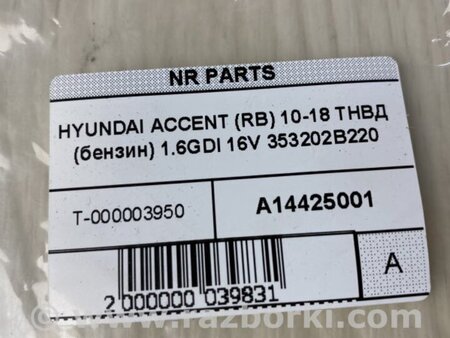 NR PARTS
HYUNDAI ACCENT (RB) 10-18 ТНВД
(бензин) 1.6GDI 16V 353202B220
T-000003950
A14425001
A
2 000000 039831
www.razborki.com